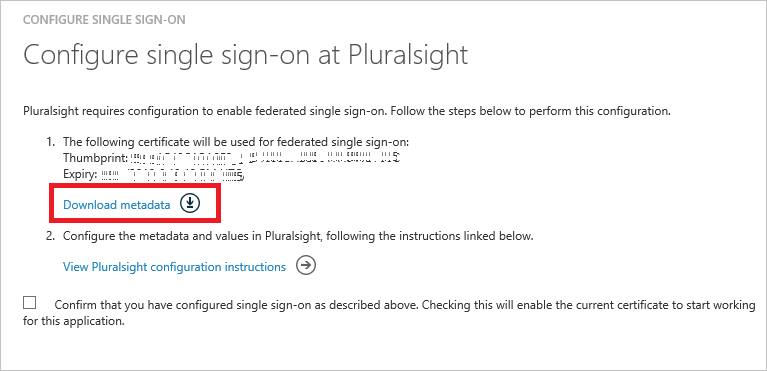 CONFIGURE SINGLE SIGN-ON
Configure single sign-on at Pluralsight
Pluralsight requires configuration to enable federated single sign-on. Follow the steps below to perform this configuration.
1. The following certificate will be used for federated single sign-on:
Thumbprint:
Expiry:
Download metadata
2. Configure the metadata and values in Pluralsight, following the instructions linked below.
View Pluralsight configuration instructions
Confirm that you have configured single sign-on as described above. Checking this will enable the current certificate to start working
for this application.